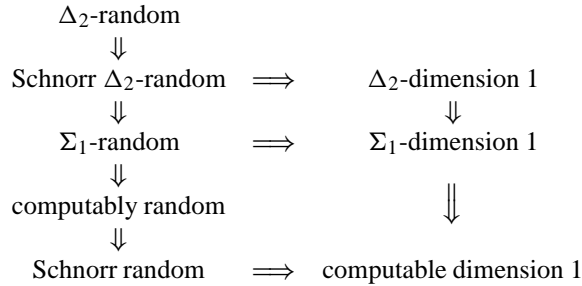 Δ₂-random
⇓
Schnorr Δ₂-random ⟹ Δ₂-dimension 1
⇓ ⇓
Σ₁-random ⟹ Σ₁-dimension 1
⇓
computably random ⇓
⇓
Schnorr random ⟹ computable dimension 1